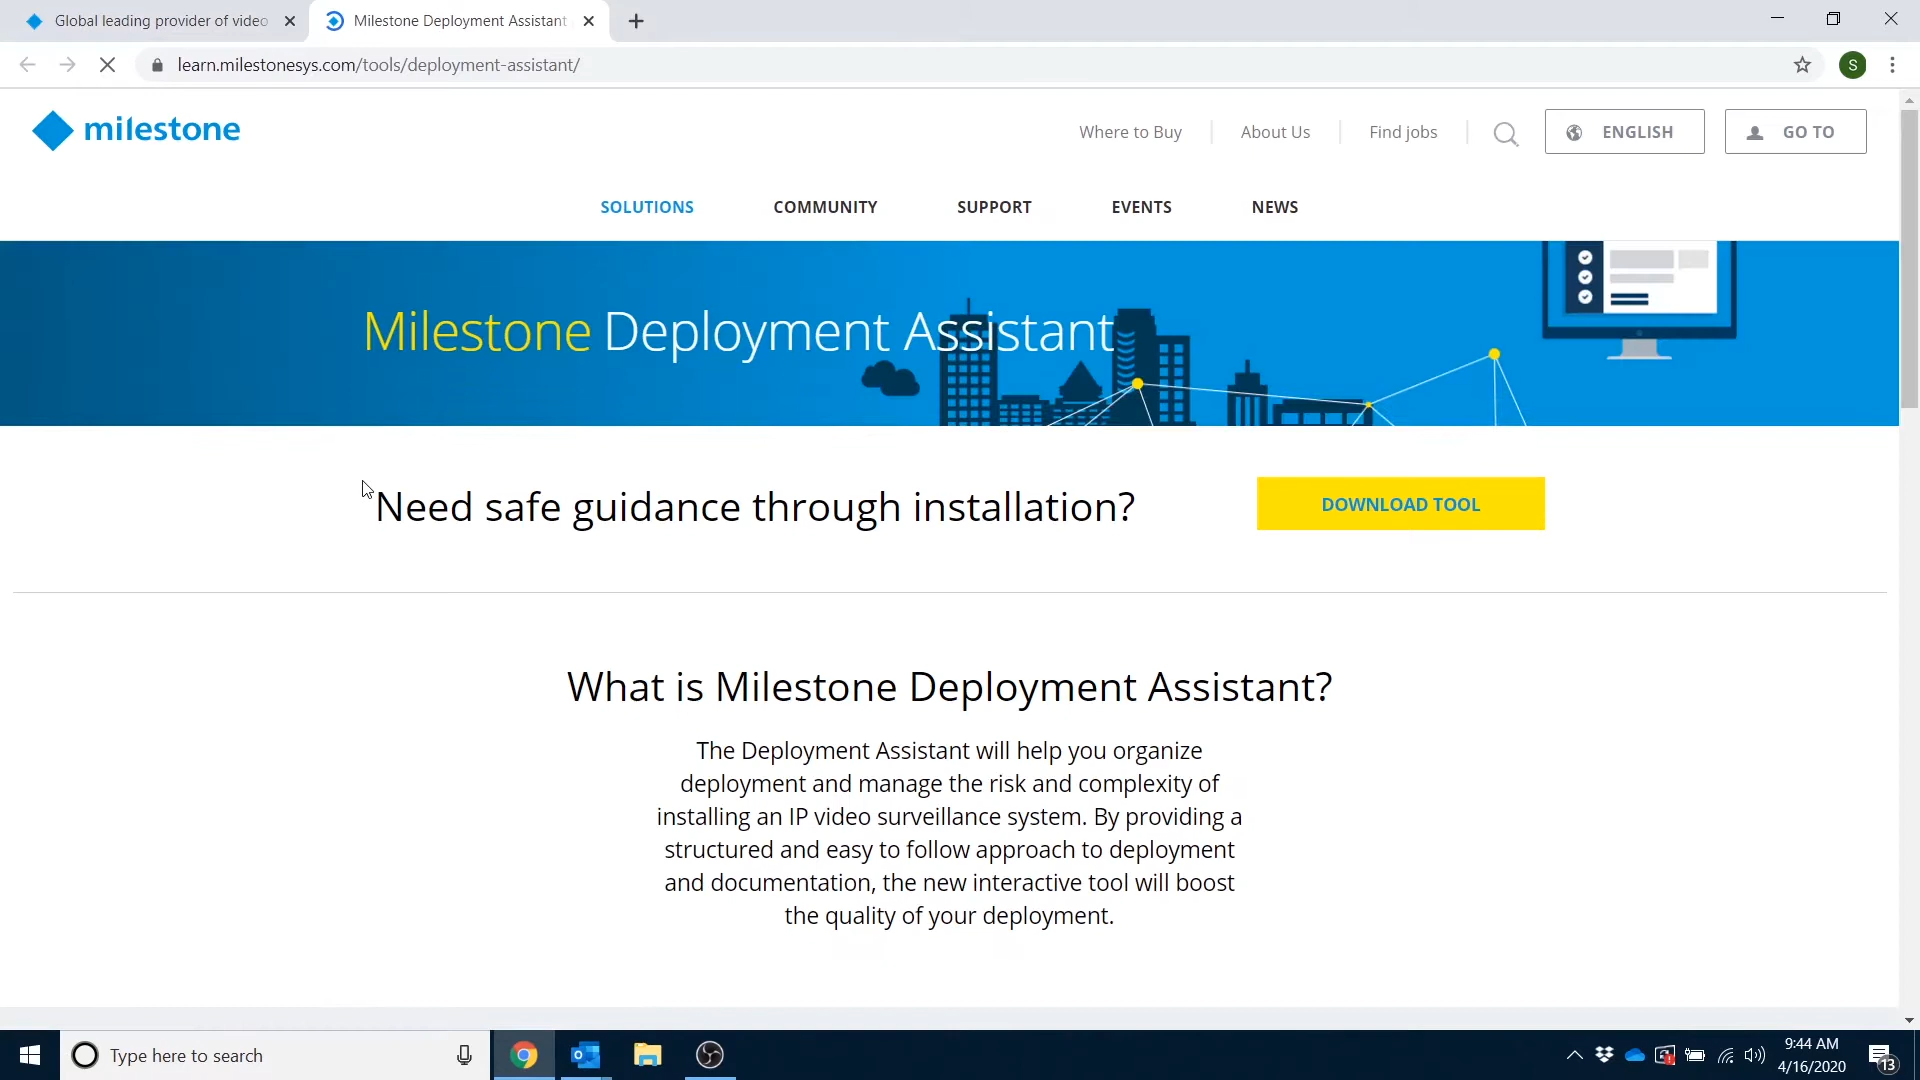 Global leading provider of video
Milestone Deployment Assistant
learn.milestonesys.com/tools/deployment-assistant/
S
milestone
Where to Buy
About Us
Find jobs
ENGLISH
GO TO
SOLUTIONS
COMMUNITY
SUPPORT
EVENTS
NEWS
Milestone Deployment Assistant
Need safe guidance through installation?
DOWNLOAD TOOL
What is Milestone Deployment Assistant?
The Deployment Assistant will help you organize
deployment and manage the risk and complexity of
installing an IP video surveillance system. By providing a
structured and easy to follow approach to deployment
and documentation, the new interactive tool will boost
the quality of your deployment.
Type here to search
9:44 AM
4/16/2020
13